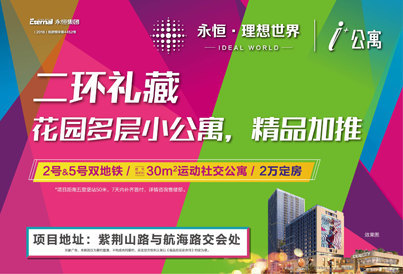 Eternal 永恒集团
永恒·理想世界
IDEAL WORLD
i+公寓
二环礼藏
花园多层小公寓，精品加推
2号&5号双地铁 / 30m²运动社交公寓 / 2万定房
效果图
项目地址：紫荆山路与航海路交会处